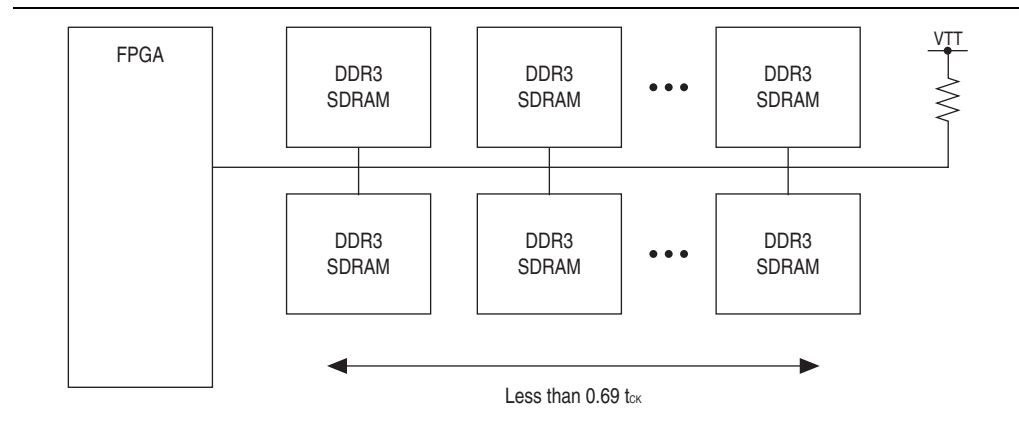 FPGA
DDR3
SDRAM
DDR3
SDRAM
DDR3
SDRAM
VTT
DDR3
SDRAM
DDR3
SDRAM
DDR3
SDRAM
Less than 0.69 tCK